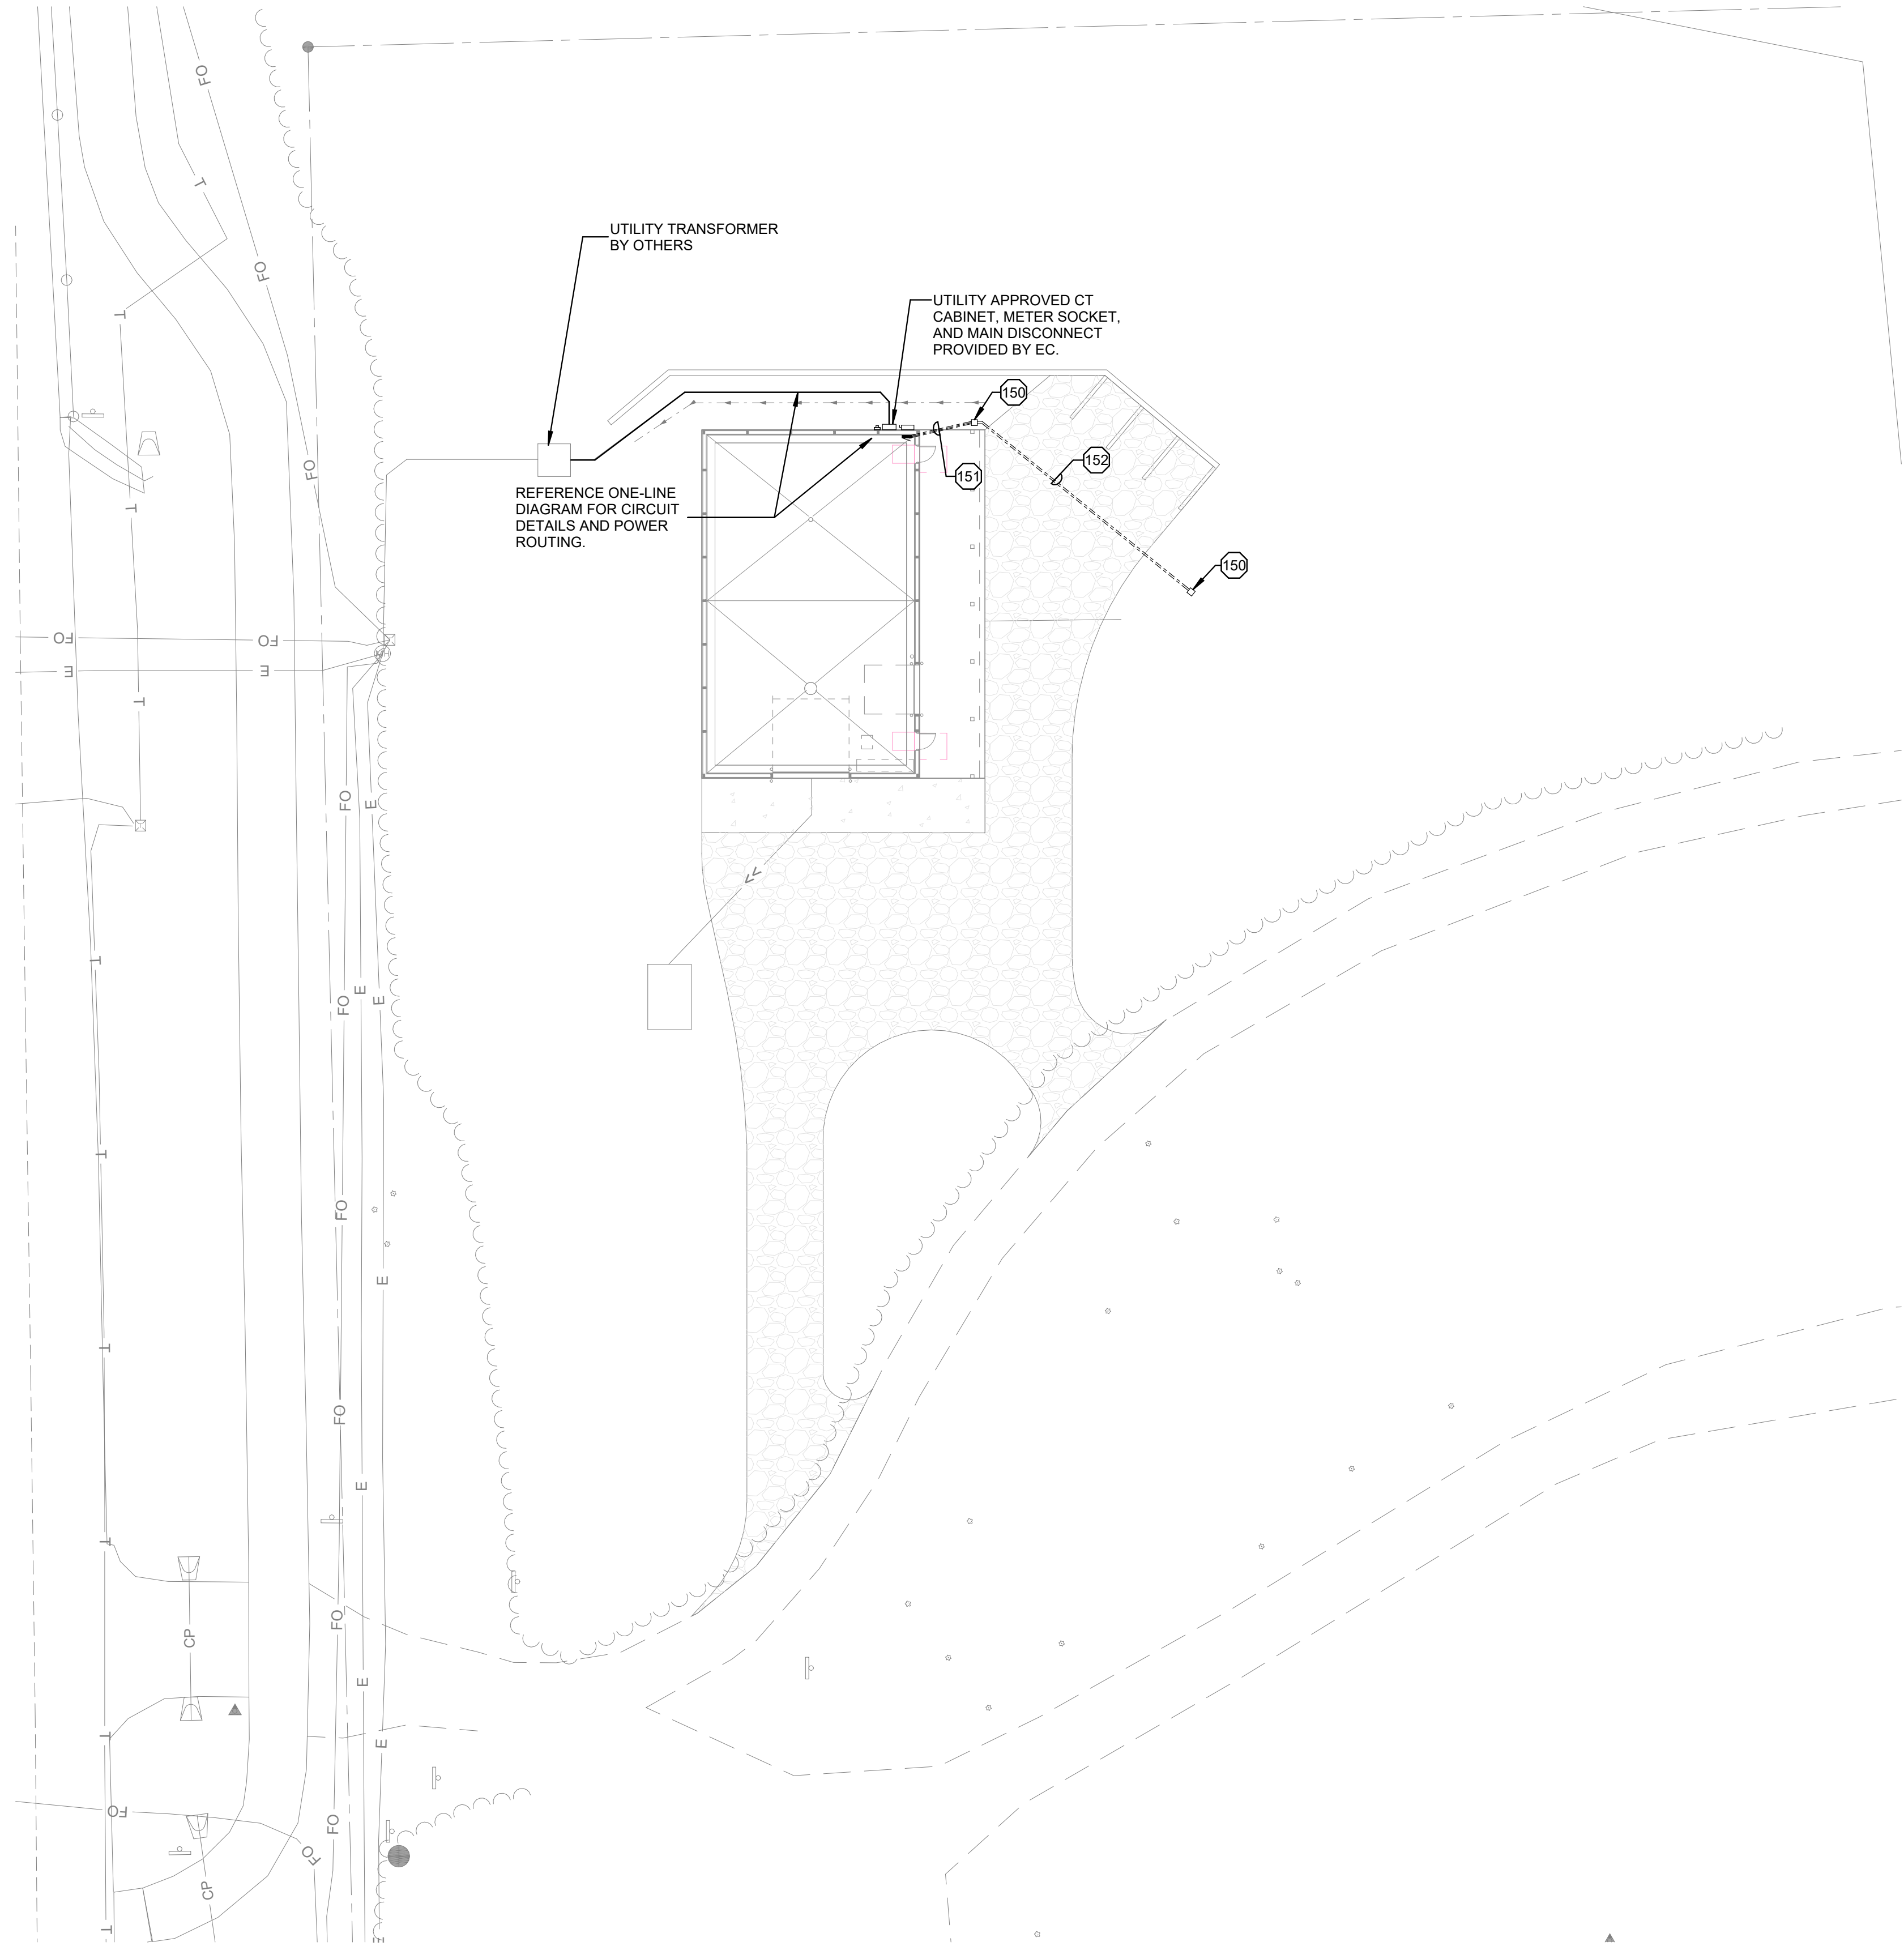 FO
T
FO
UTILITY TRANSFORMER
BY OTHERS
UTILITY APPROVED CT
CABINET, METER SOCKET,
AND MAIN DISCONNECT
PROVIDED BY EC.
T
150
FO
152
151
REFERENCE ONE-LINE
DIAGRAM FOR CIRCUIT
DETAILS AND POWER
ROUTING.
T
150
FO
FO
E
E
T
FO
E
T
E
FO
E
T
FO
E
T
FO
E
T
FO
CP
E
T
E
FO
FO
FO
CP
T
E